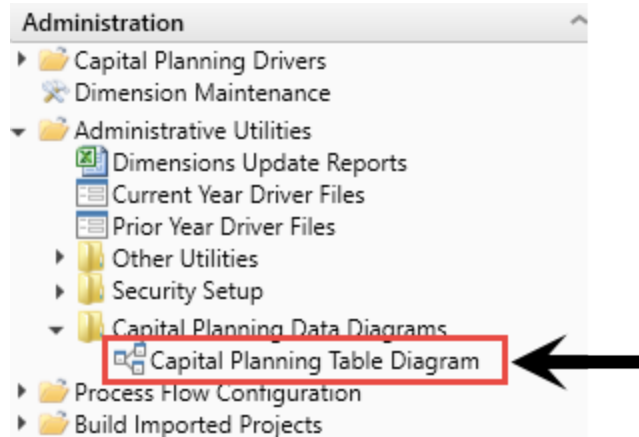 Administration
Capital Planning Drivers
Dimension Maintenance
Administrative Utilities
Dimensions Update Reports
Current Year Driver Files
Prior Year Driver Files
Other Utilities
Security Setup
Capital Planning Data Diagrams
Capital Planning Table Diagram
Process Flow Configuration
Build Imported Projects